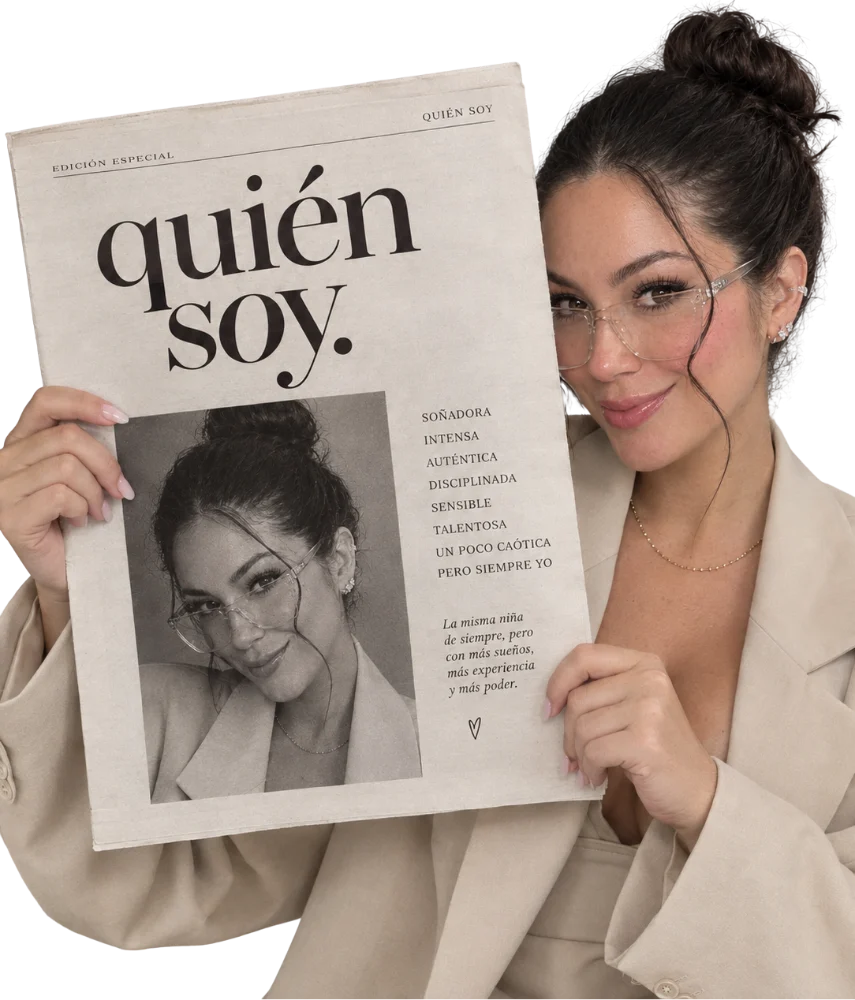 EDICIÓN ESPECIAL
QUIÉN SOY
quién
soy.
SOÑADORA
INTENSA
AUTÉNTICA
DISCIPLINADA
SENSIBLE
TALENTOSA
UN POCO CAÓTICA
PERO SIEMPRE YO
La misma niña
de siempre, pero
con más sueños,
más experiencia
y más poder.